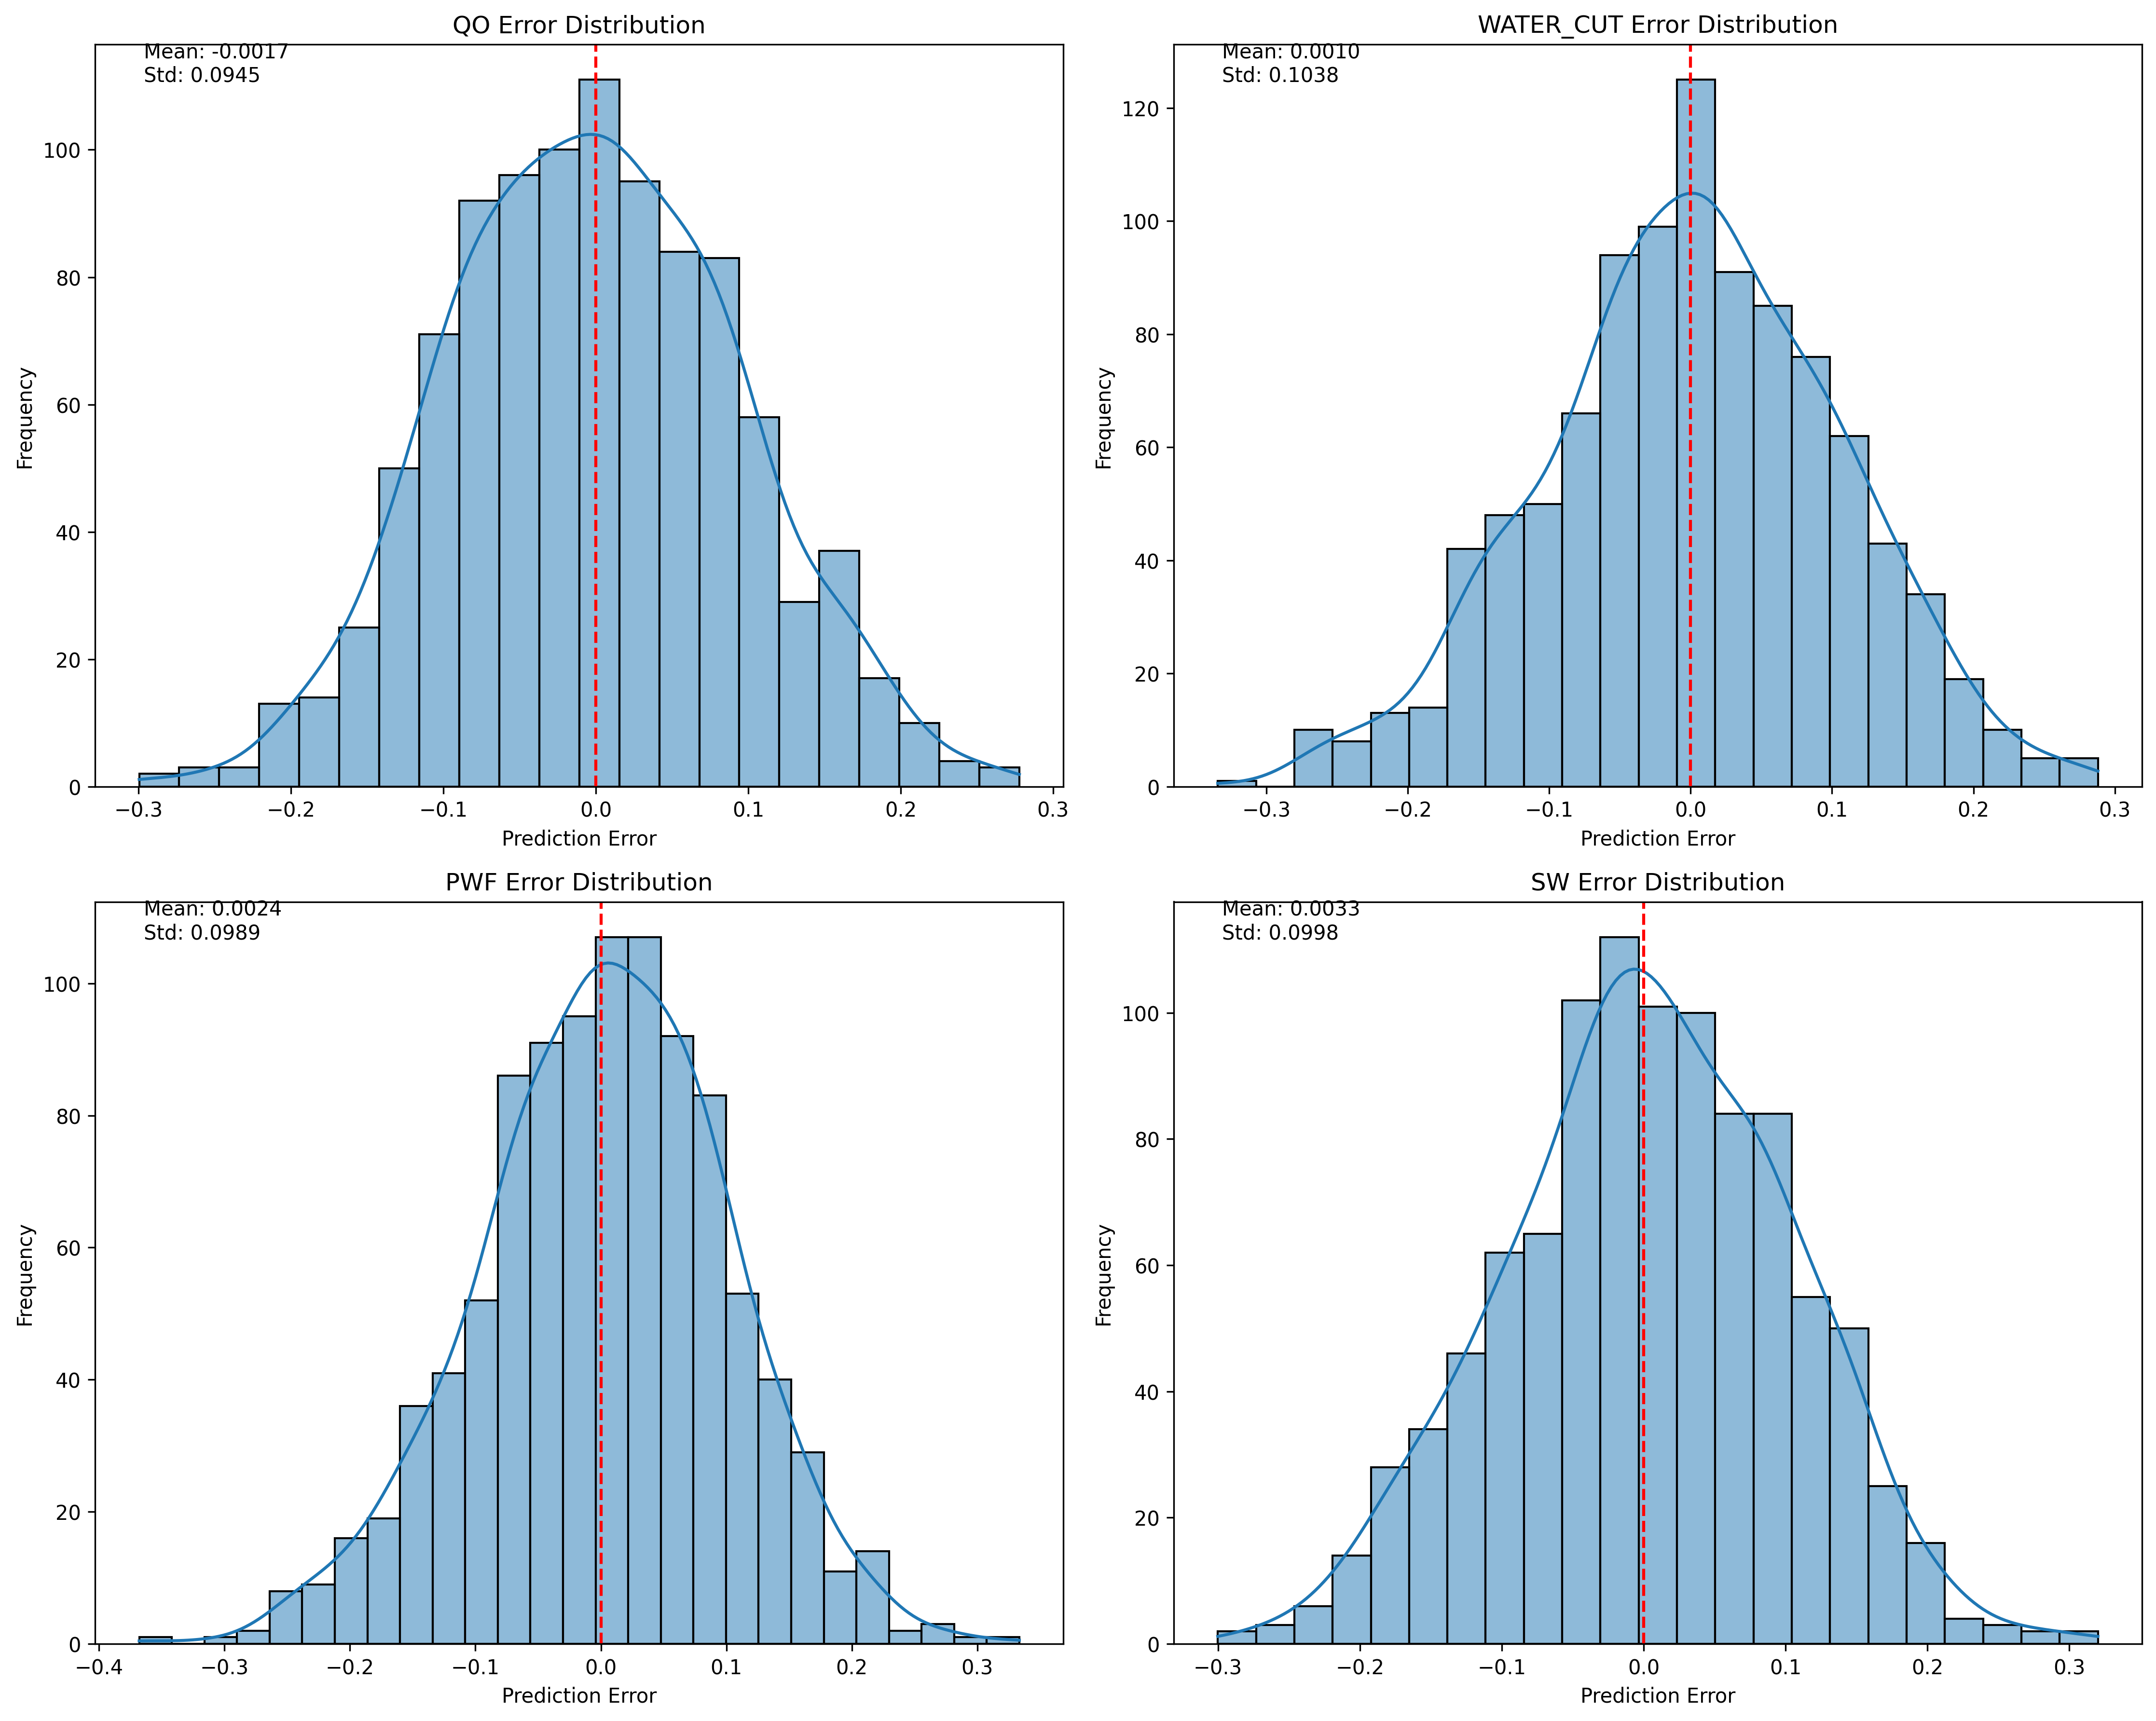 QO Error Distribution
Mean: -0.0017
Std: 0.0945
Frequency
0
20
40
60
80
100
−0.3 −0.2 −0.1 0.0 0.1 0.2 0.3
Prediction Error
WATER_CUT Error Distribution
Mean: 0.0010
Std: 0.1038
Frequency
0
20
40
60
80
100
120
−0.3 −0.2 −0.1 0.0 0.1 0.2 0.3
Prediction Error
PWF Error Distribution
Mean: 0.0024
Std: 0.0989
Frequency
0
20
40
60
80
100
−0.4 −0.3 −0.2 −0.1 0.0 0.1 0.2 0.3
Prediction Error
SW Error Distribution
Mean: 0.0033
Std: 0.0998
Frequency
0
20
40
60
80
100
−0.3 −0.2 −0.1 0.0 0.1 0.2 0.3
Prediction Error